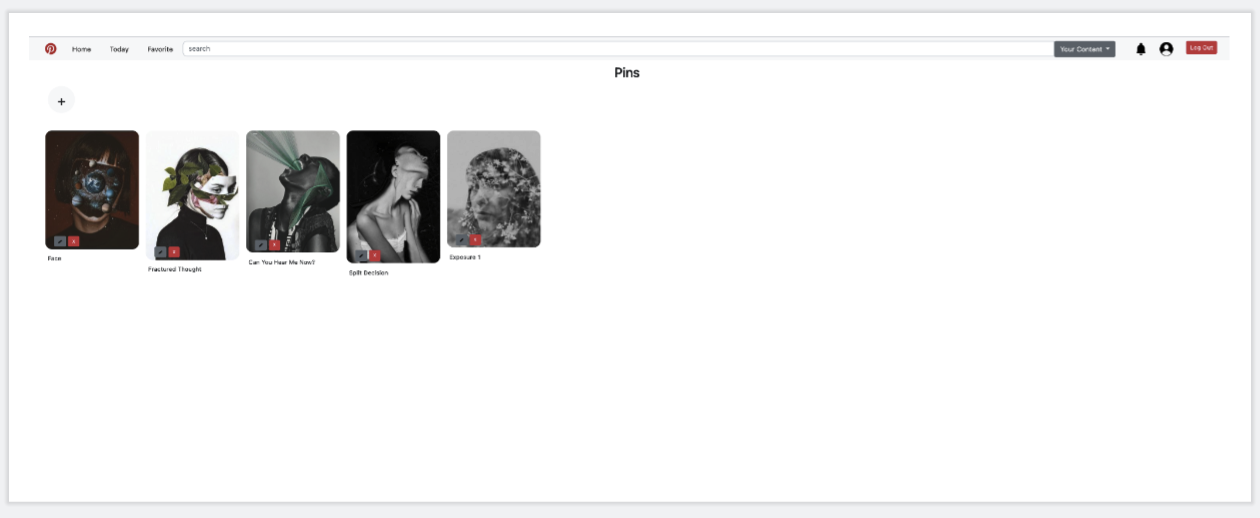 Home Today Favorite search Your Content Log Out
Pins
+
Face
Fractured Thought
Can You Hear Me Now?
Split Decision
Exposure 1